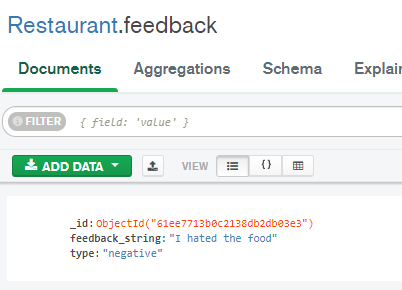 Restaurant.feedback
Documents Aggregations Schema Explai
FILTER { field: 'value' }
ADD DATA VIEW { }
_id: ObjectId("61ee7713b0c2138db2db03e3")
feedback_string: "I hated the food"
type: "negative"